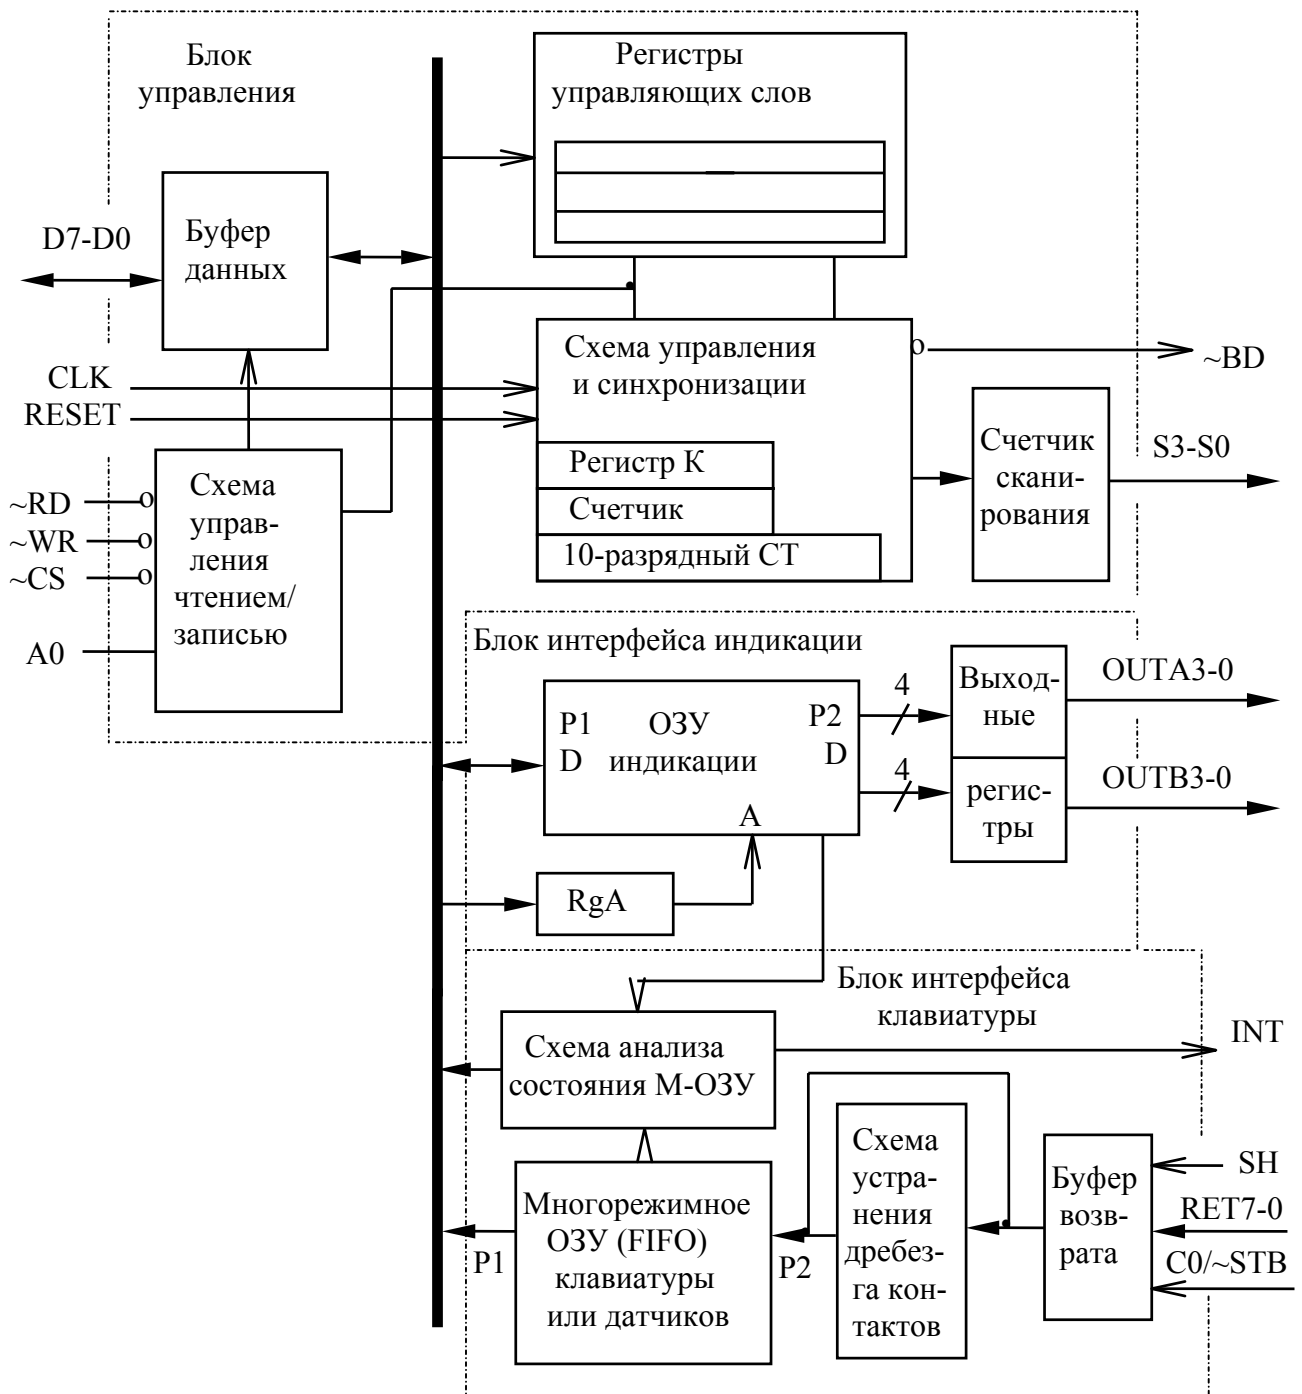 Блок
управления
Регистры
управляющих слов
D7-D0
Буфер
данных
Схема управления
и синхронизации
~BD
CLK
RESET
Регистр К
Счетчик
10-разрядный СТ
Счетчик
скани-
рования
S3-S0
~RD
~WR
~CS
A0
Схема
управ-
ления
чтением/
записью
Блок интерфейса индикации
P1
D
ОЗУ
индикации
P2
D
A
4
4
Выход-
ные
регис-
тры
OUTA3-0
OUTB3-0
RgA
Блок интерфейса
клавиатуры
INT
Схема анализа
состояния М-ОЗУ
Многорежимное
ОЗУ (FIFO)
клавиатуры
или датчиков
P1
P2
Схема
устра-
нения
дребез-
га кон-
тактов
Буфер
возв-
рата
SH
RET7-0
C0/~STB